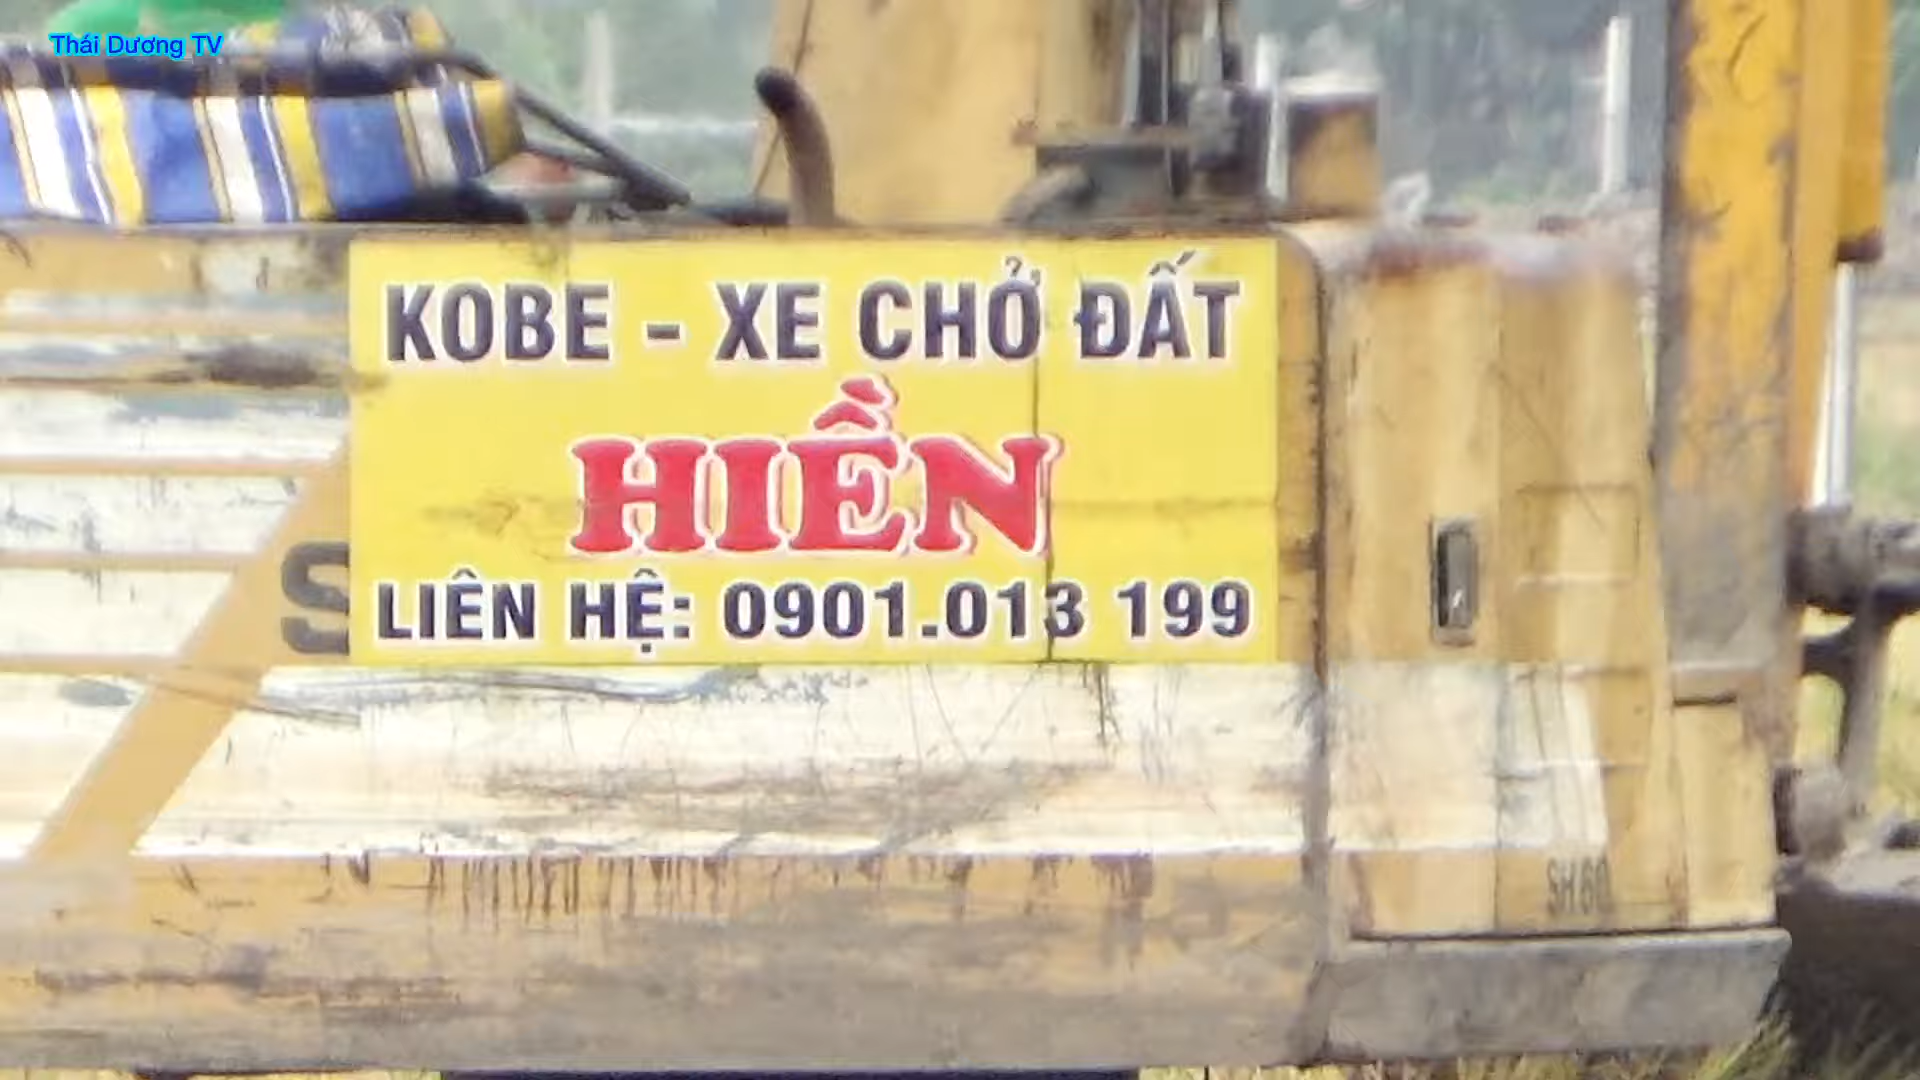 Thái Dương TV
KOBE - XE CHỞ ĐẤT
HIỀN
S
LIÊN HỆ: 0901.013 199
SH60